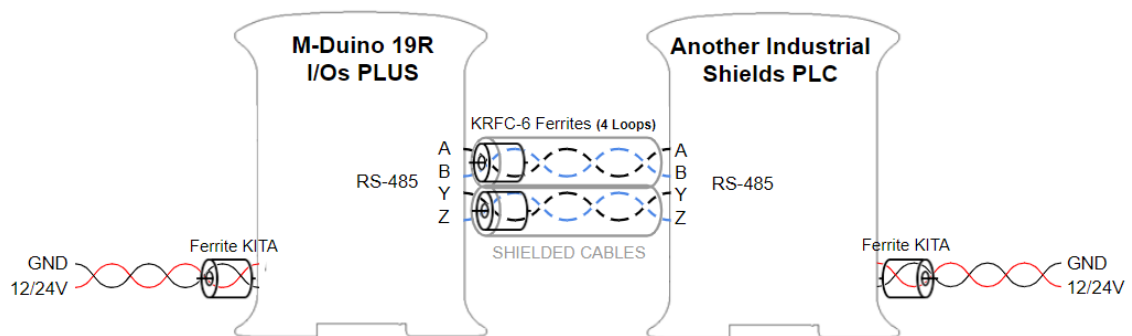 M-Duino 19R
I/Os PLUS
Another Industrial
Shields PLC
KRFC-6 Ferrites (4 Loops)
A
B
Y
Z
RS-485
A
B
Y
Z
RS-485
SHIELDED CABLES
Ferrite KITA
GND
12/24V
Ferrite KITA
GND
12/24V